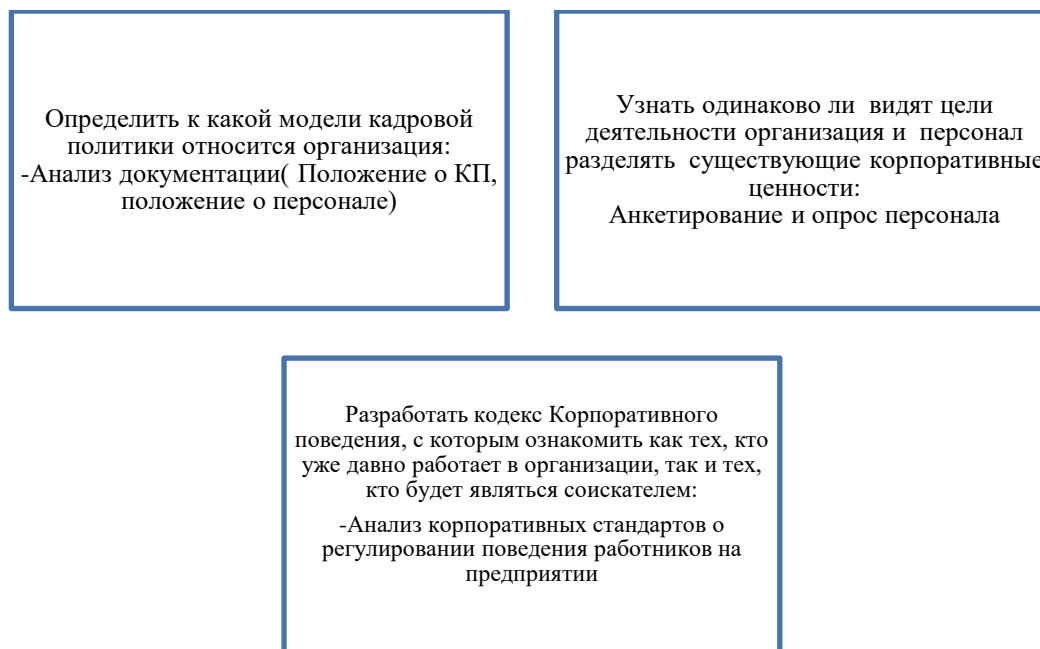 Определить к какой модели кадровой
политики относится организация:
-Анализ документации( Положение о КП,
положение о персонале)
Узнать одинаково ли  видят цели
деятельности организация и  персонал
разделять  существующие корпоративные
ценности:
Анкетирование и опрос персонала
Разработать кодекс Корпоративного
поведения, с которым ознакомить как тех, кто
уже давно работает в организации, так и тех,
кто будет являться соискателем:
-Анализ корпоративных стандартов о
регулировании поведения работников на
предприятии